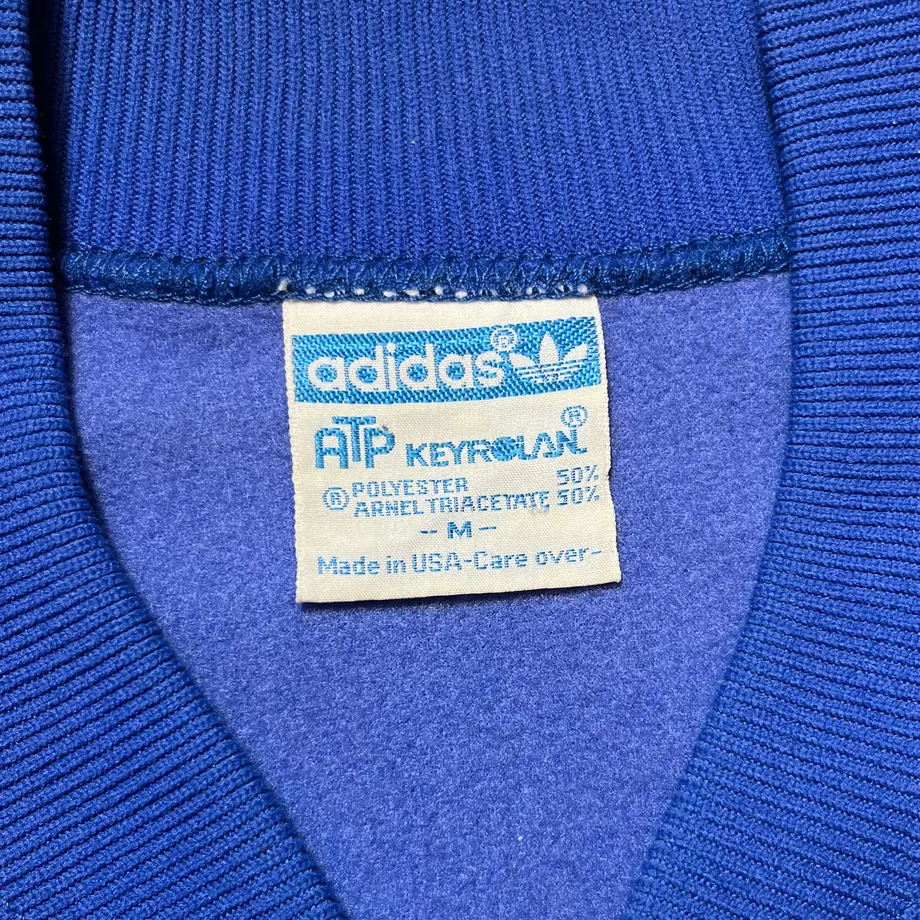 adidas®
ATP KEYROLAN®
® POLYESTER 50%
ARNEL TRIACETATE 50%
-M-
Made in USA-Care over-